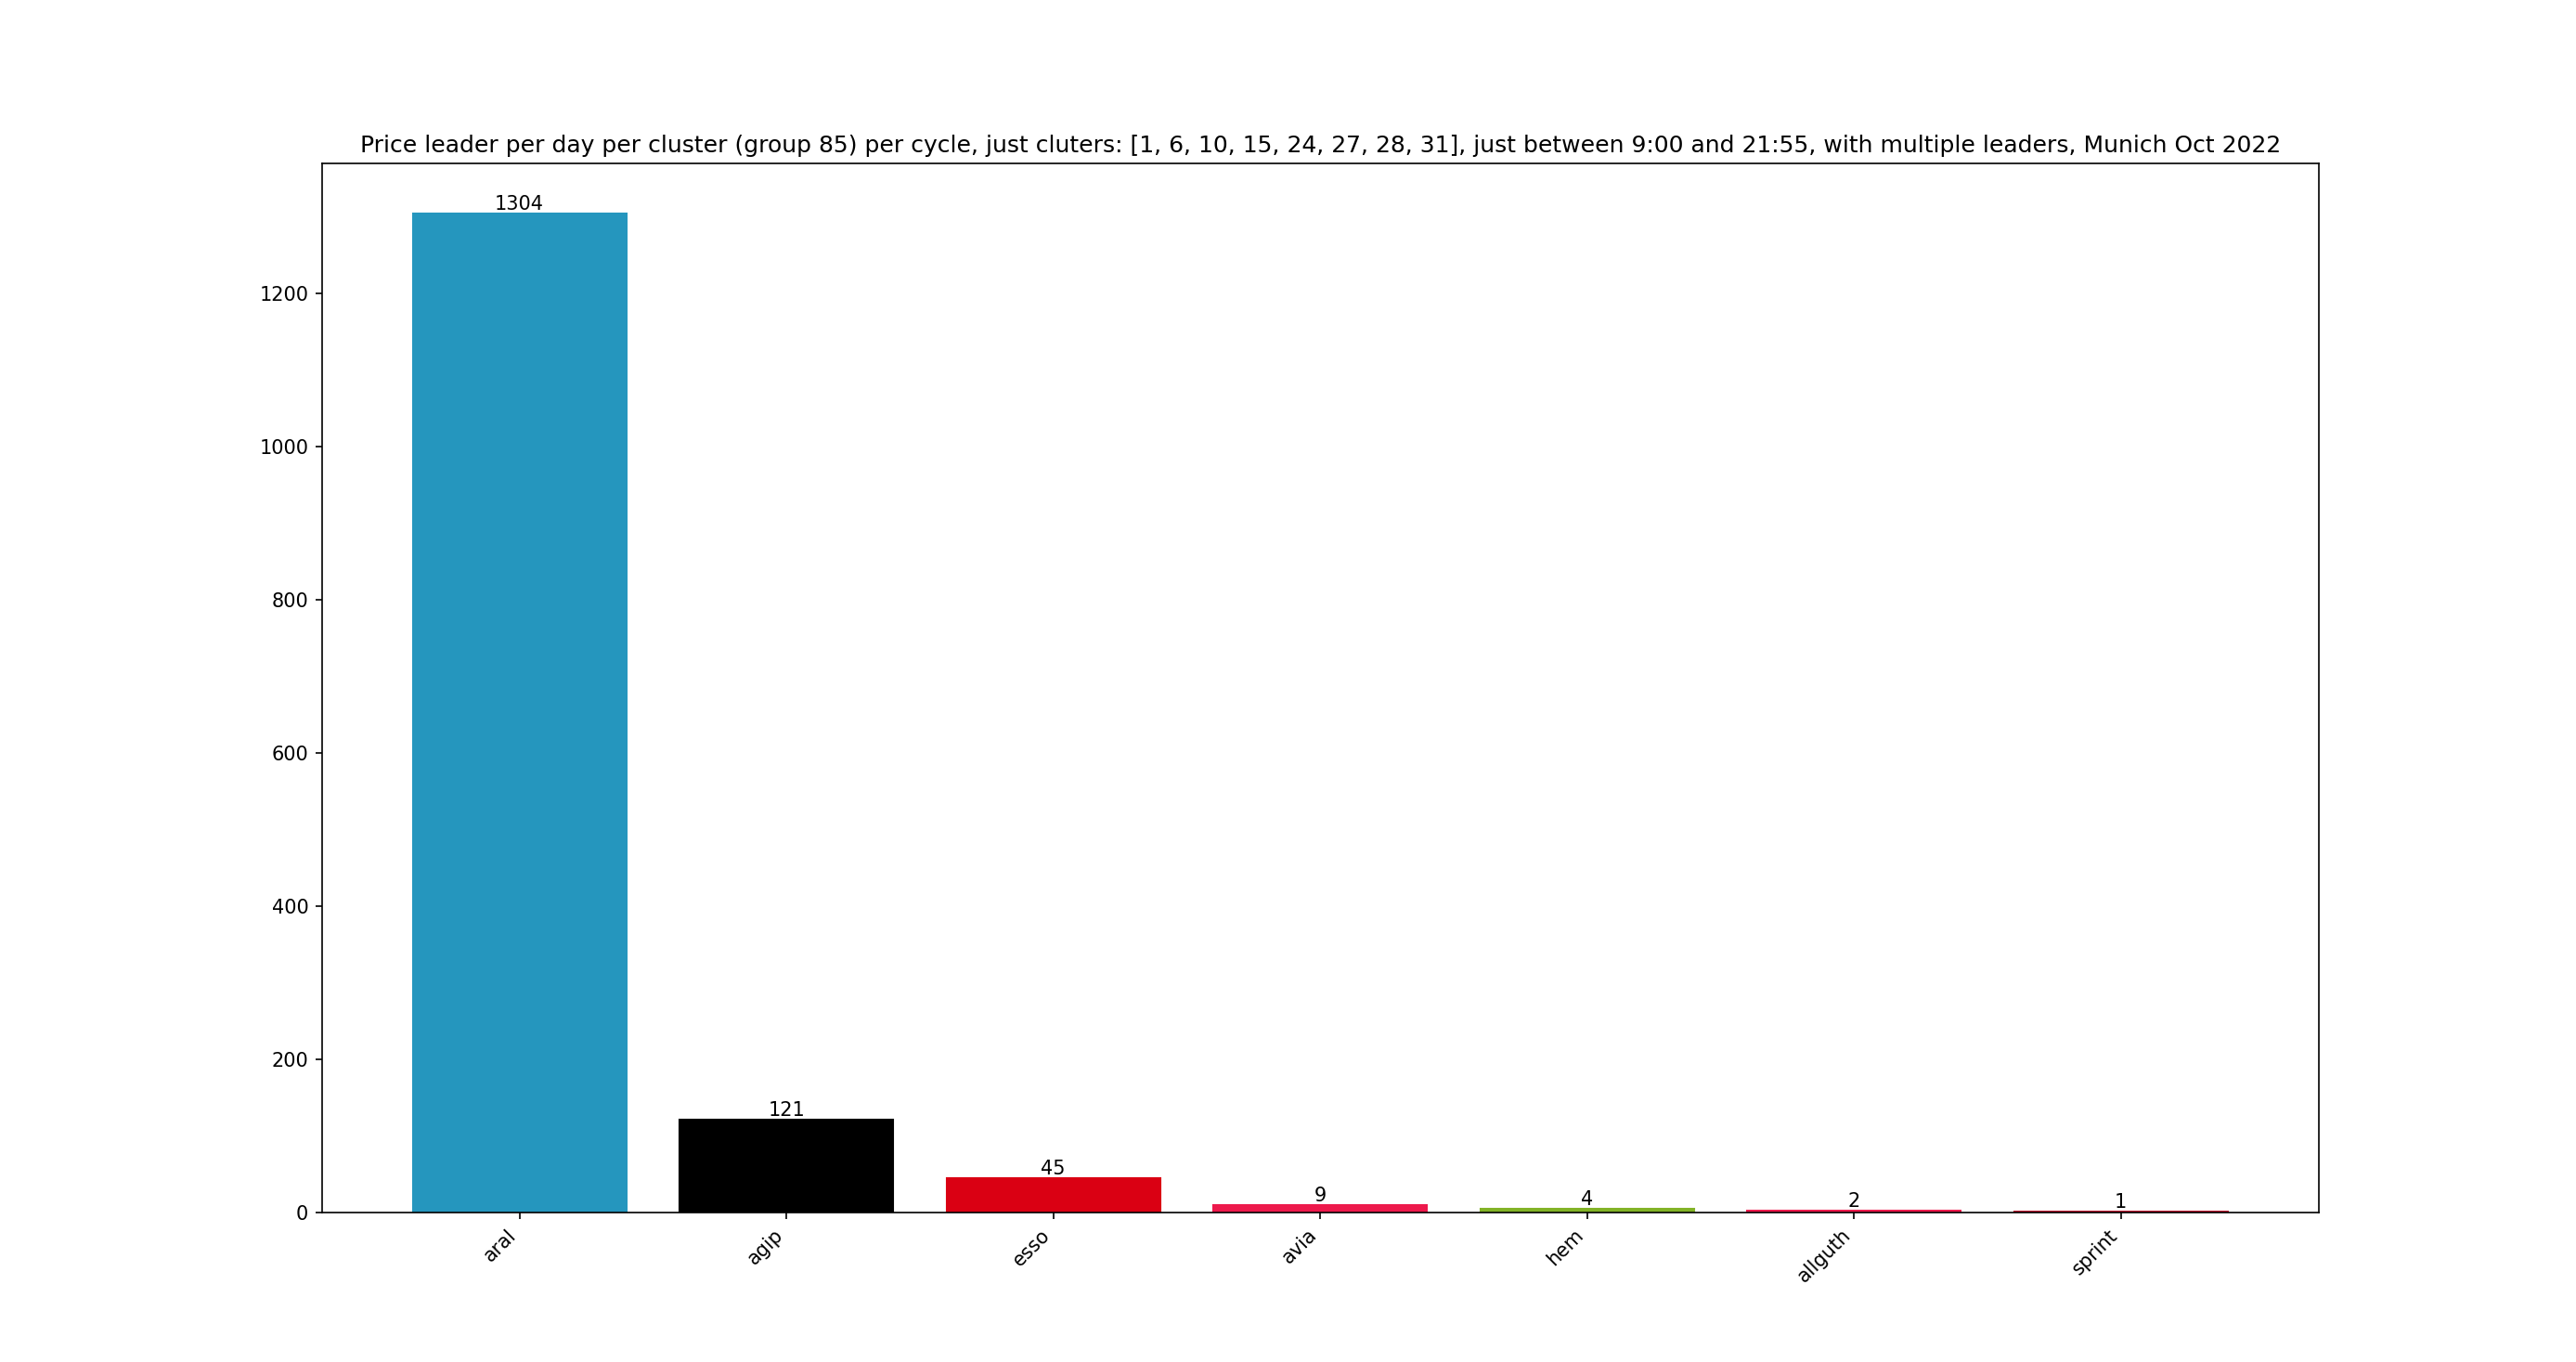 Price leader per day per cluster (group 85) per cycle, just cluters: [1, 6, 10, 15, 24, 27, 28, 31], just between 9:00 and 21:55, with multiple leaders, Munich Oct 2022
1304
1200
1000
800
600
400
200
121
45
9
4
2
1
0
aral
agip
esso
avia
hem
allguth
sprint